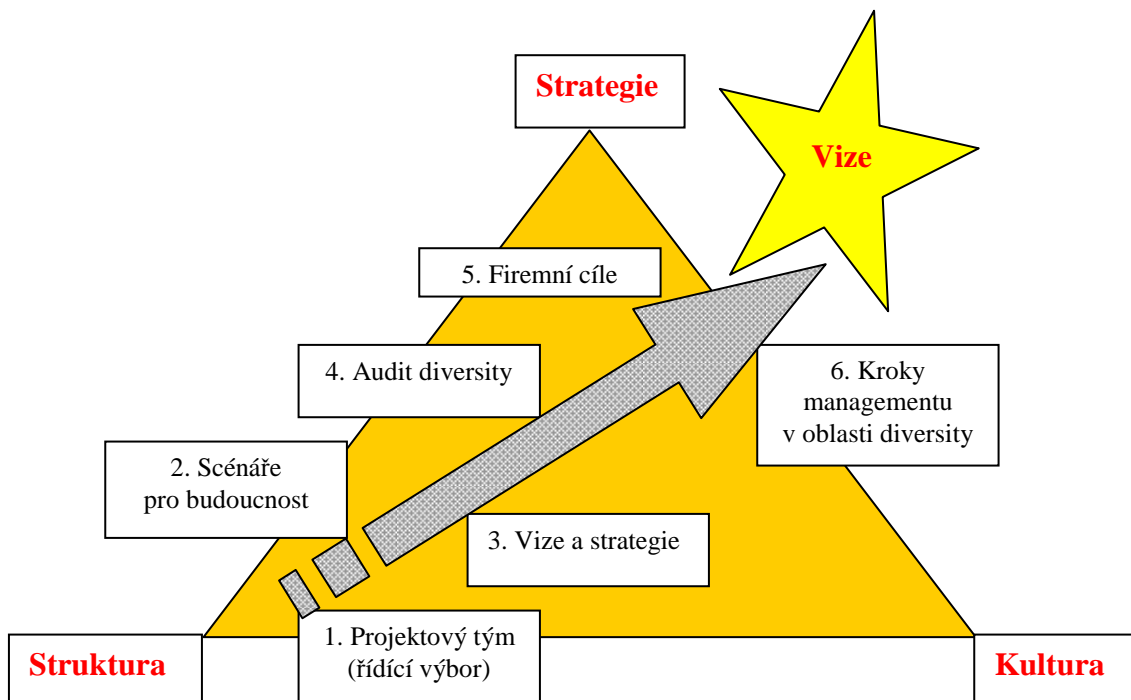 Strategie
Vize
5. Firemní cíle
4. Audit diversity
6. Kroky
managementu
v oblasti diversity
2. Scénáře
pro budoucnost
3. Vize a strategie
1. Projektový tým
(řídící výbor)
Struktura
Kultura